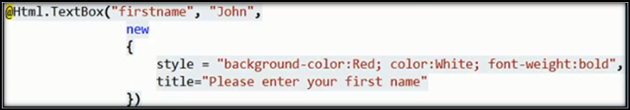 @Html.TextBox("firstname", "John",
new
{
style = "background-color:Red; color:White; font-weight:bold",
title="Please enter your first name"
})